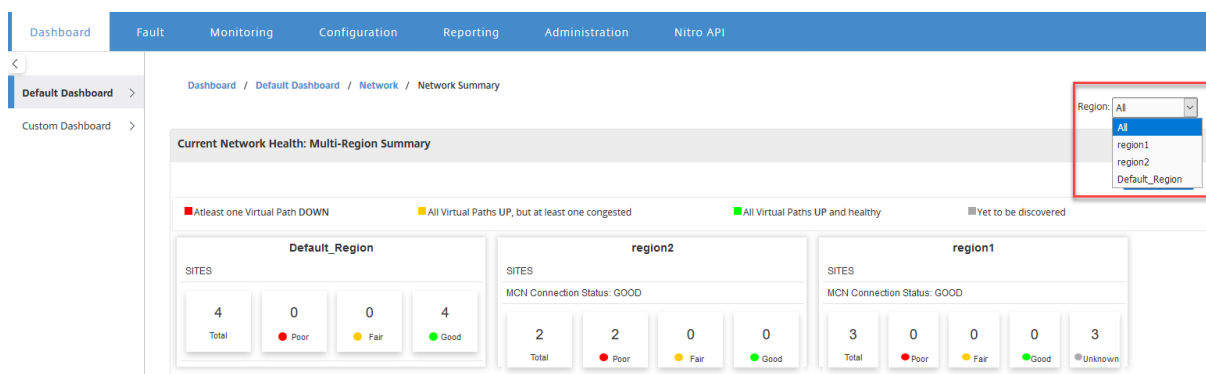 Dashboard Fault Monitoring Configuration Reporting Administration Nitro API
Default Dashboard
Custom Dashboard
Dashboard / Default Dashboard / Network / Network Summary
Region: All
All
region1
region2
Default_Region
Current Network Health: Multi-Region Summary
Atleast one Virtual Path DOWN All Virtual Paths UP, but at least one congested All Virtual Paths UP and healthy Yet to be discovered
Default_Region
SITES
4 0 0 4
Total Poor Fair Good
region2
SITES
MCN Connection Status: GOOD
2 2 0 0
Total Poor Fair Good
region1
SITES
MCN Connection Status: GOOD
3 0 0 0 3
Total Poor Fair Good Unknown